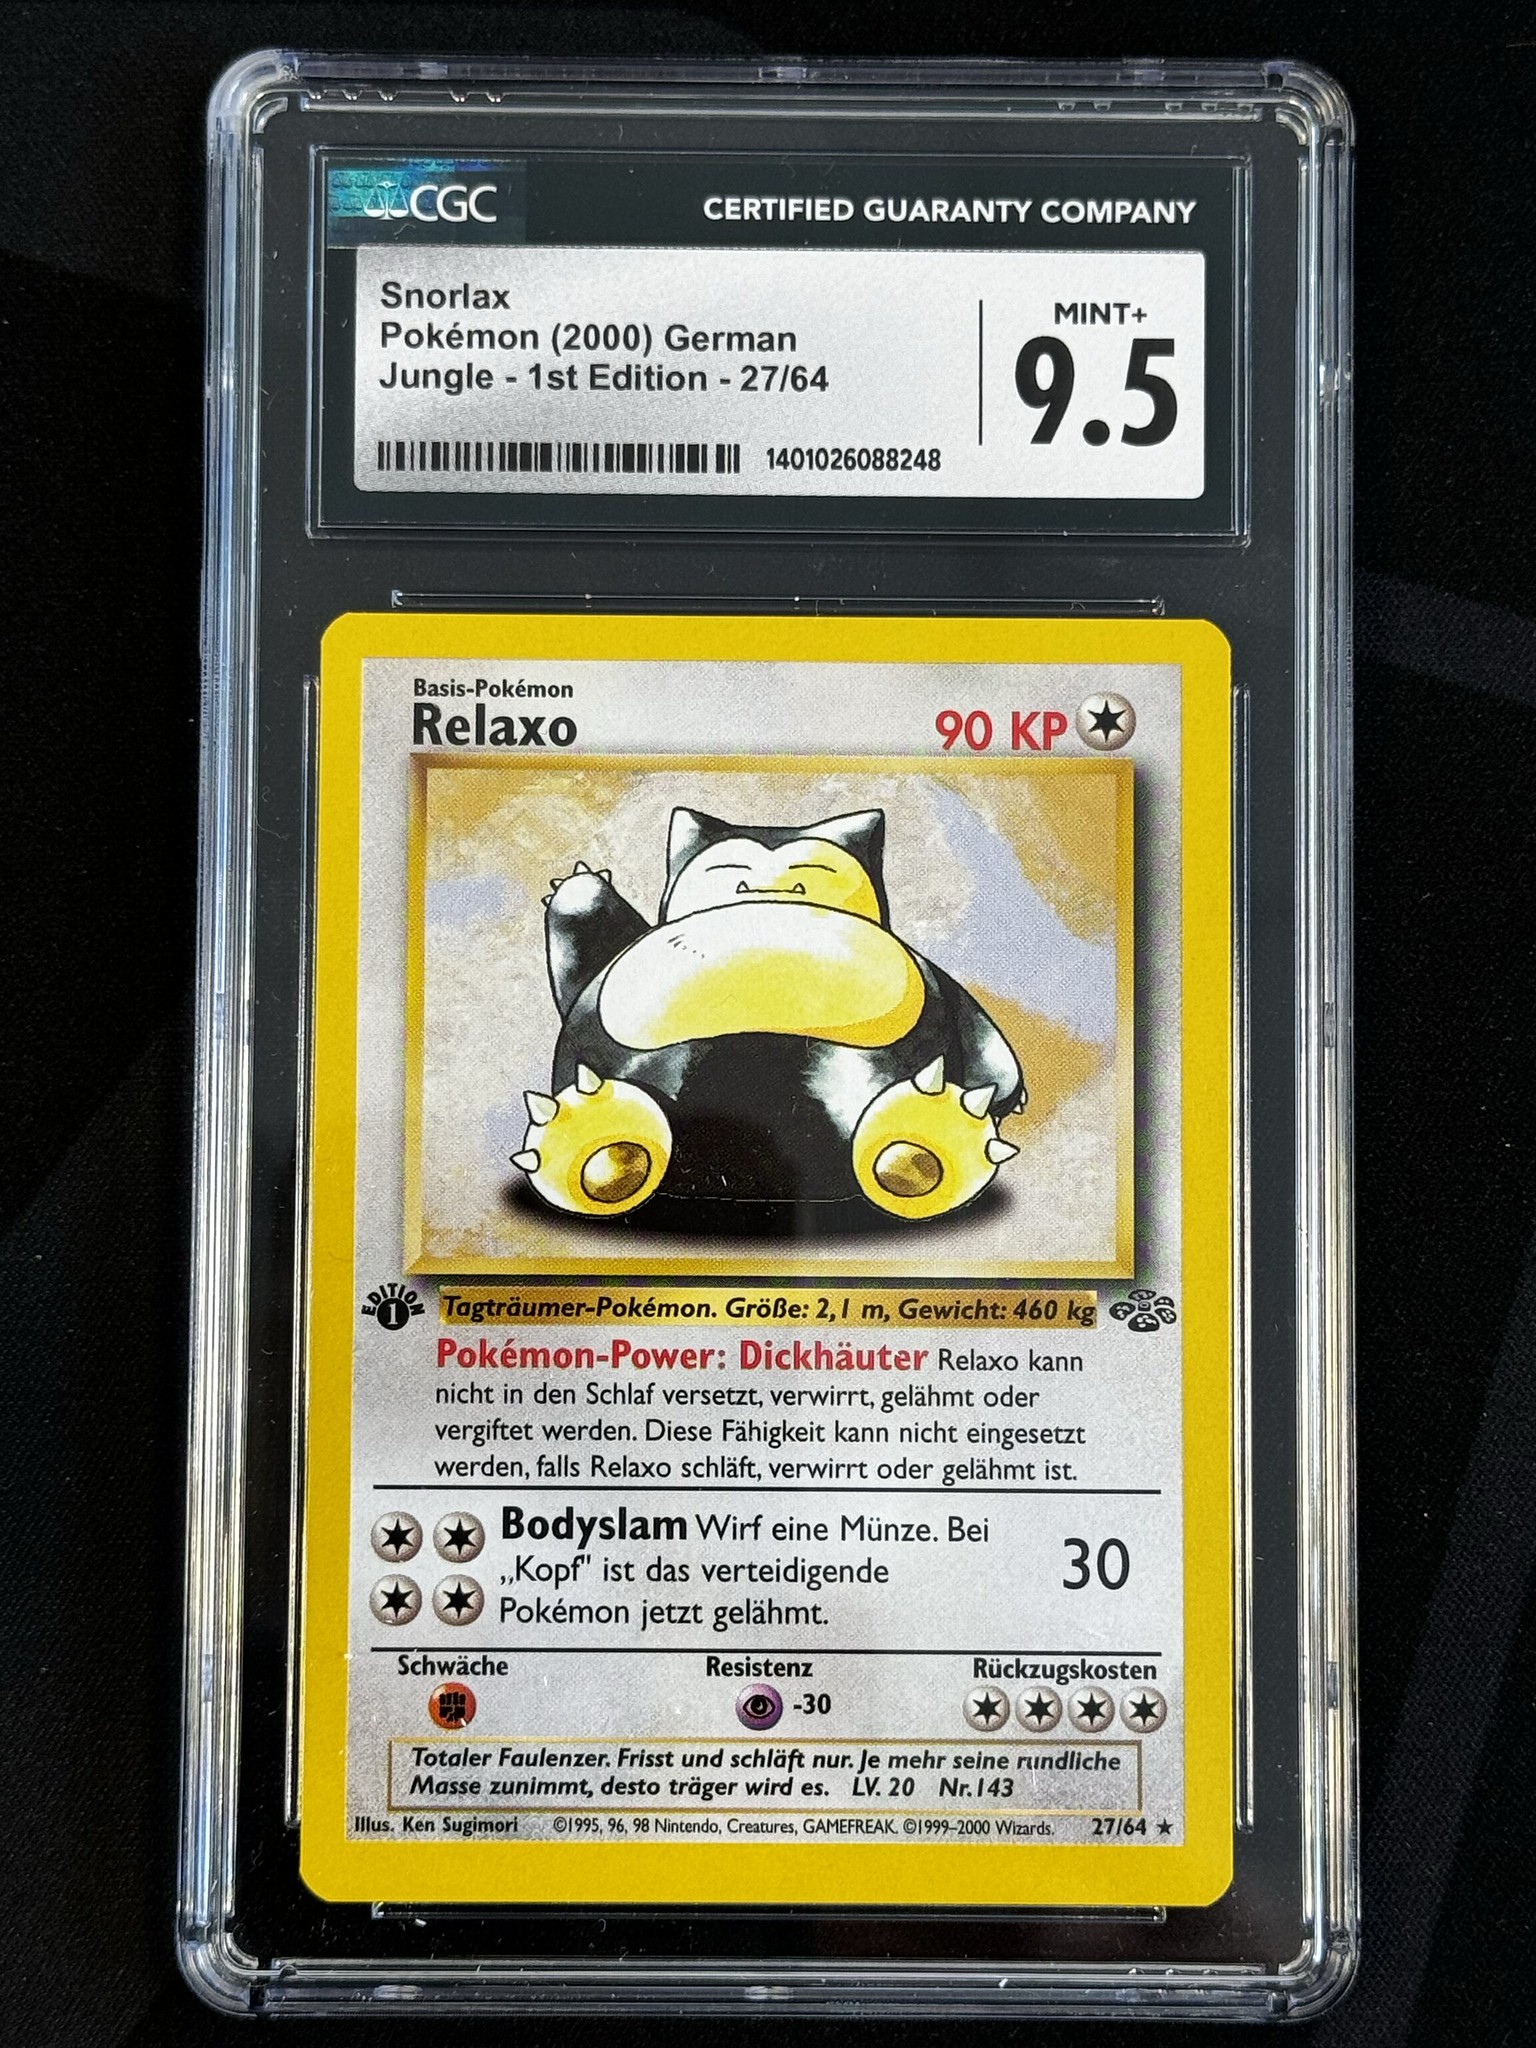 CGC
CERTIFIED GUARANTY COMPANY
Snorlax
Pokémon (2000) German
Jungle - 1st Edition - 27/64
14010260882​48
MINT+
9.5
Basis-Pokémon
Relaxo
90 KP
EDITION
1
Tagträumer-Pokémon. Größe: 2,1 m, Gewicht: 460 kg
Pokémon-Power: Dickhäuter Relaxo kann
nicht in den Schlaf versetzt, verwirrt, gelähmt oder
vergiftet werden. Diese Fähigkeit kann nicht eingesetzt
werden, falls Relaxo schläft, verwirrt oder gelähmt ist.
Bodyslam Wirf eine Münze. Bei
„Kopf" ist das verteidigende
Pokémon jetzt gelähmt.
30
Schwäche
Resistenz
-30
Rückzugskosten
Totaler Faulenzer. Frisst und schläft nur. Je mehr seine rundliche
Masse zunimmt, desto träger wird es. LV. 20 Nr. 143
Illus. Ken Sugimori ©1995, 96, 98 Nintendo, Creatures, GAMEFREAK. ©1999-2000 Wizards. 27/64 ★